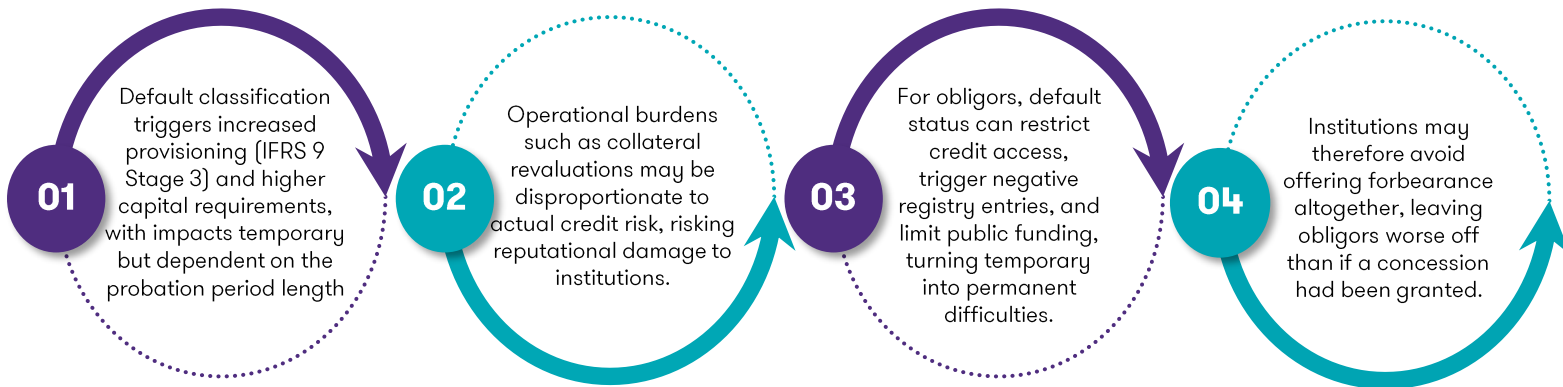 01
Default classification
triggers increased
provisioning (IFRS 9
Stage 3) and higher
capital requirements,
with impacts temporary
but dependent on the
probation period length
02
Operational burdens
such as collateral
revaluations may be
disproportionate to
actual credit risk, risking
reputational damage to
institutions.
03
For obligors, default
status can restrict
credit access,
trigger negative
registry entries, and
limit public funding,
turning temporary
into permanent
difficulties.
04
Institutions may
therefore avoid
offering forbearance
altogether, leaving
obligors worse off
than if a concession
had been granted.